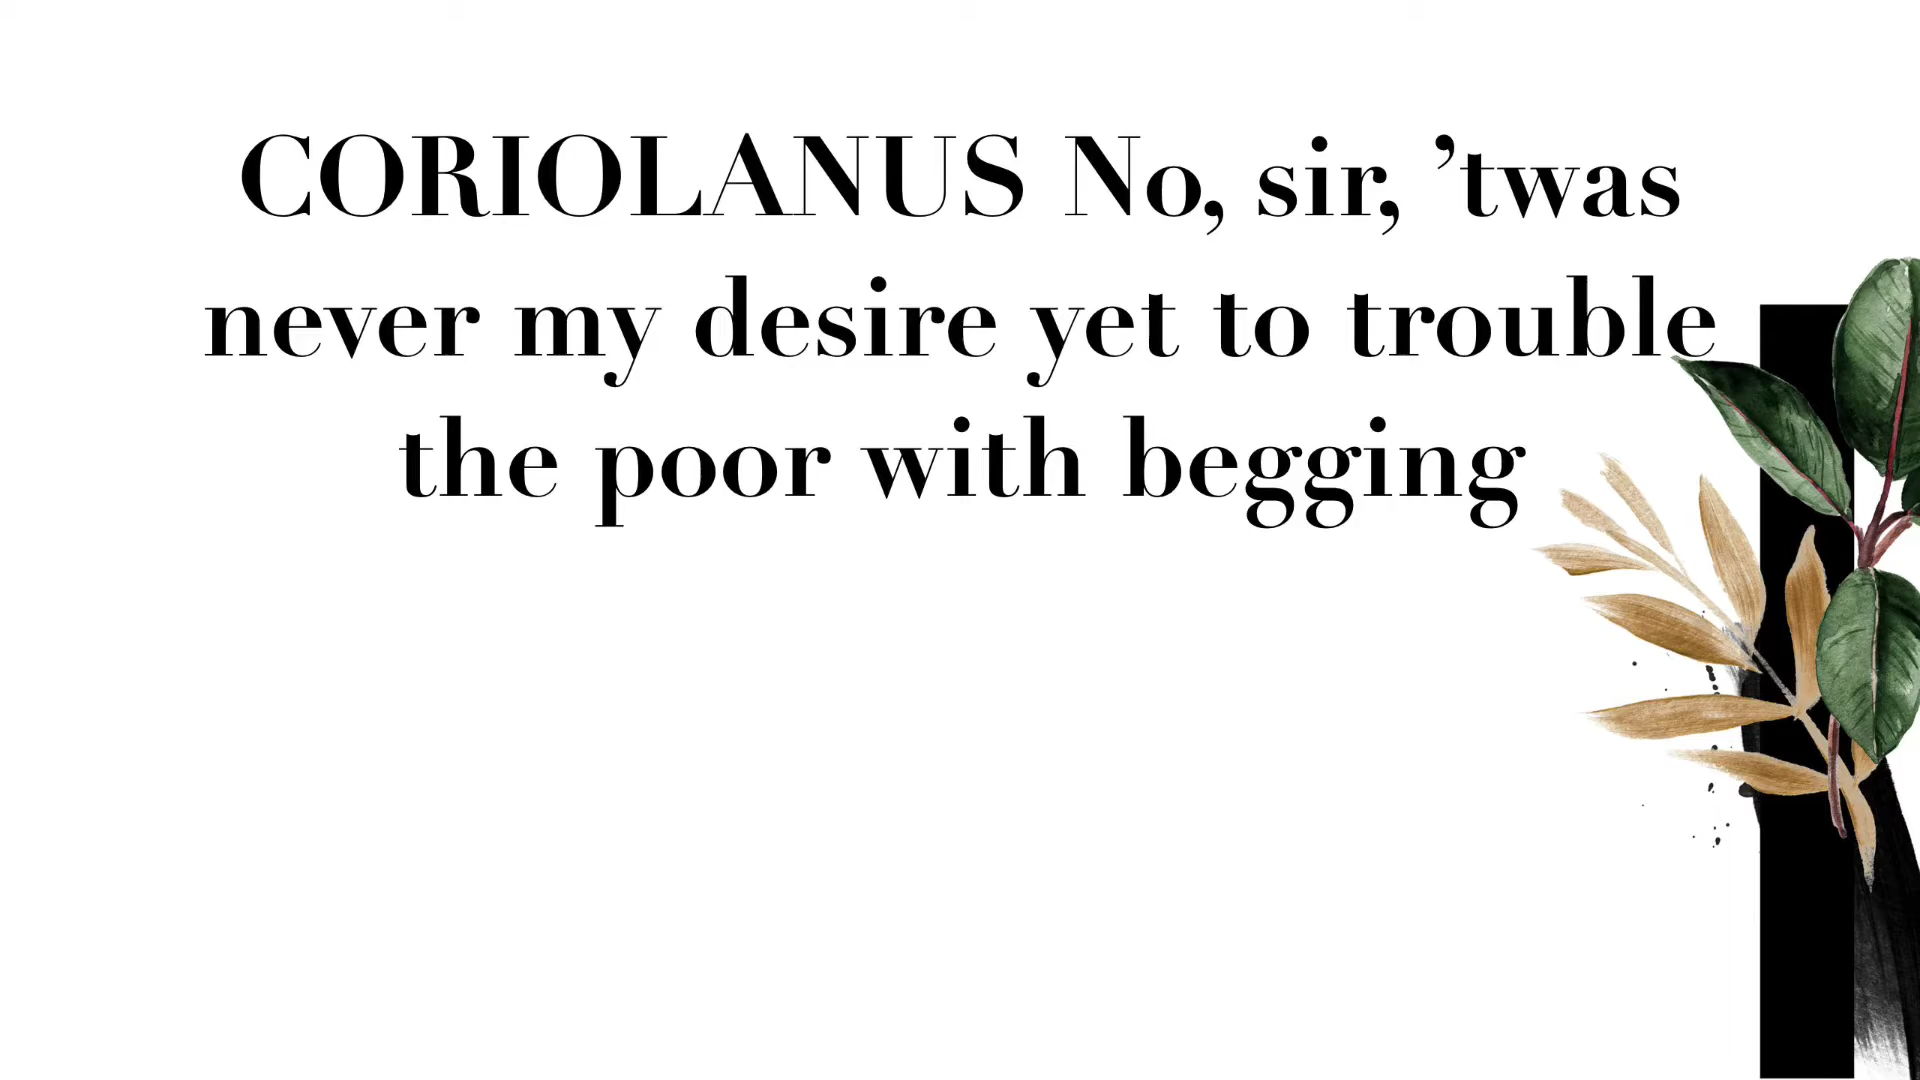 CORIOLANUS No, sir, ’twas
never my desire yet to trouble
the poor with begging